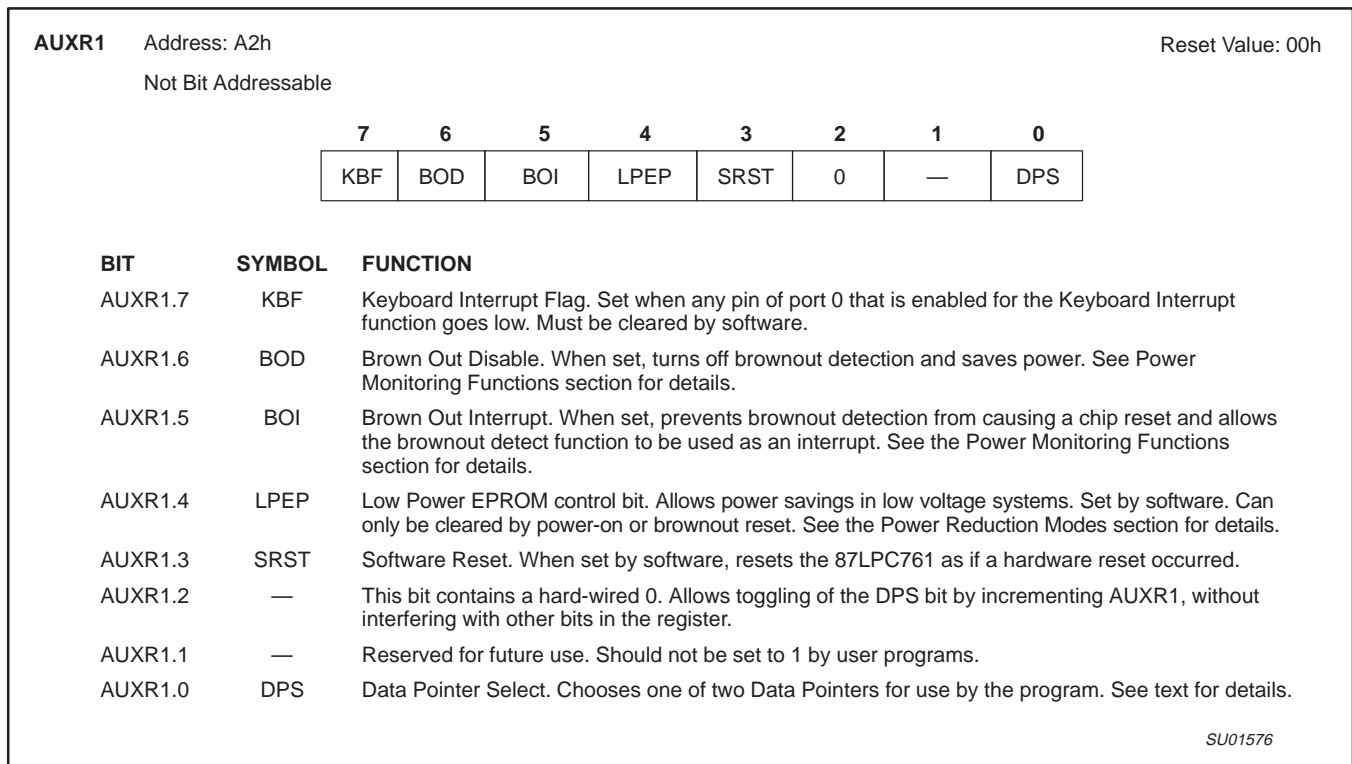 AUXR1 Address: A2h Reset Value: 00h
Not Bit Addressable
7 6 5 4 3 2 1 0
KBF BOD BOI LPEP SRST 0 — DPS
BIT SYMBOL FUNCTION
AUXR1.7 KBF Keyboard Interrupt Flag. Set when any pin of port 0 that is enabled for the Keyboard Interrupt
function goes low. Must be cleared by software.
AUXR1.6 BOD Brown Out Disable. When set, turns off brownout detection and saves power. See Power
Monitoring Functions section for details.
AUXR1.5 BOI Brown Out Interrupt. When set, prevents brownout detection from causing a chip reset and allows
the brownout detect function to be used as an interrupt. See the Power Monitoring Functions
section for details.
AUXR1.4 LPEP Low Power EPROM control bit. Allows power savings in low voltage systems. Set by software. Can
only be cleared by power-on or brownout reset. See the Power Reduction Modes section for details.
AUXR1.3 SRST Software Reset. When set by software, resets the 87LPC761 as if a hardware reset occurred.
AUXR1.2 — This bit contains a hard-wired 0. Allows toggling of the DPS bit by incrementing AUXR1, without
interfering with other bits in the register.
AUXR1.1 — Reserved for future use. Should not be set to 1 by user programs.
AUXR1.0 DPS Data Pointer Select. Chooses one of two Data Pointers for use by the program. See text for details.
SU01576